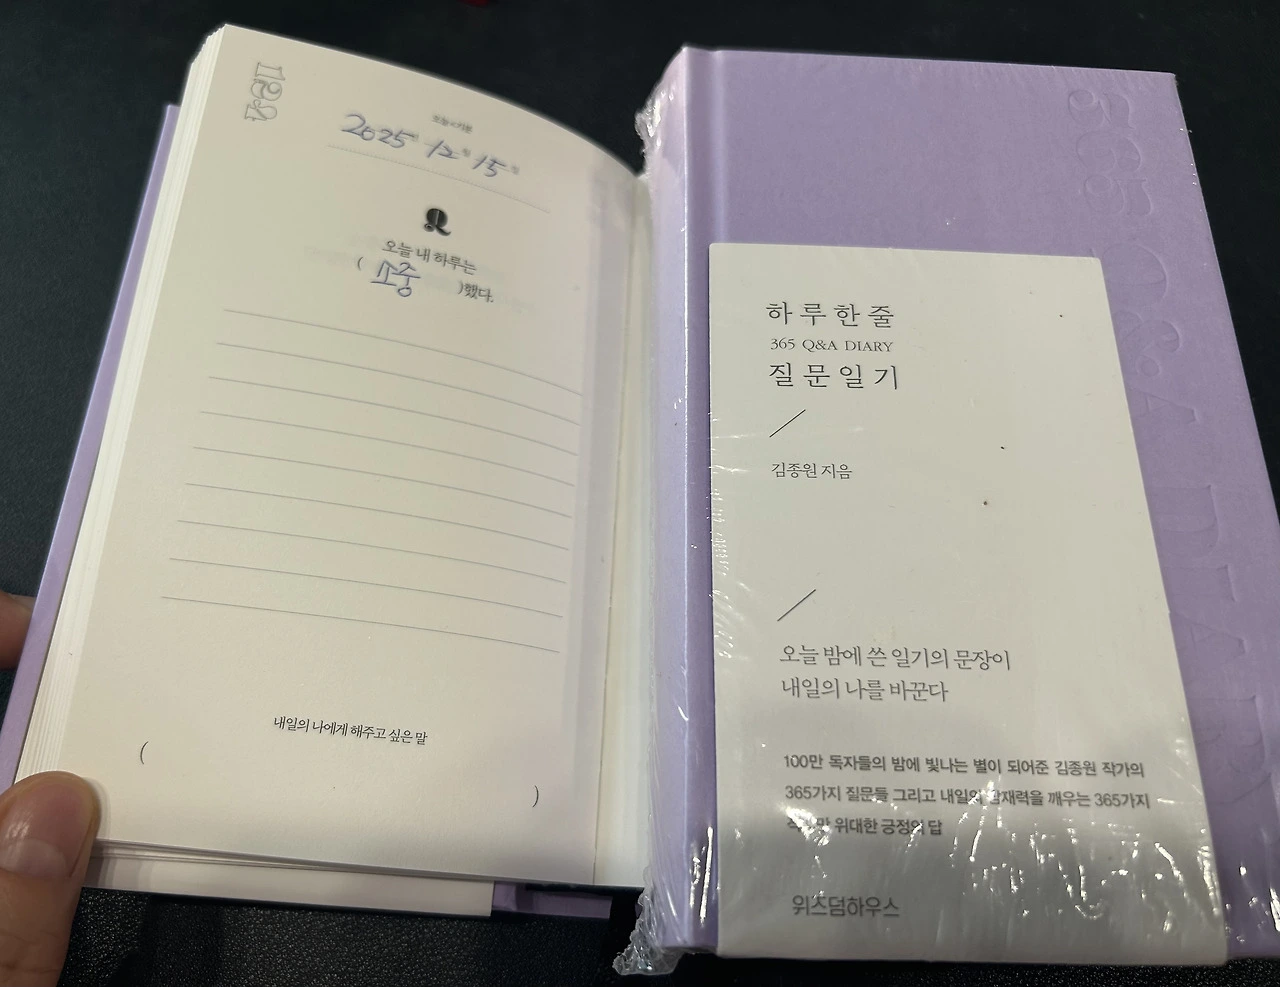 오늘의 기분
2025년 12월 15일
Q
오늘 내 하루는
( 소중 )했다.
내일의 나에게 해주고 싶은 말
( )
365 Q&A DIARY
하루 한 줄
365 Q&A DIARY
질문일기
김종원 지음
오늘 밤에 쓴 일기의 문장이
내일의 나를 바꾼다
100만 독자들의 밤에 빛나는 별이 되어준 김종원 작가의
365가지 질문들 그리고 내일의 잠재력을 깨우는 365가지
위대한 긍정의 답
위즈덤하우스